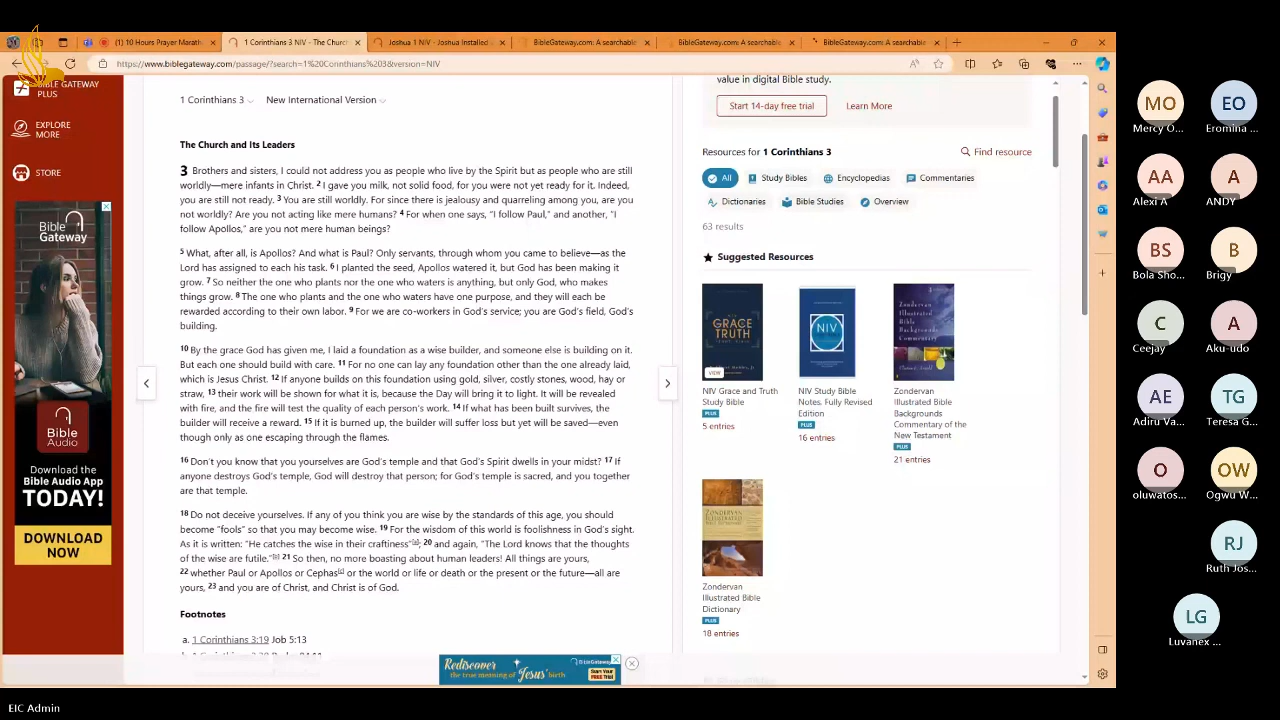 (1) 10 Hours Prayer Marath
1 Corinthians 3 NIV - The Church
Joshua 1 NIV - Joshua Installed
BibleGateway.com: A searchable
BibleGateway.com: A searchable
BibleGateway.com: A searchable
https://www.biblegateway.com/passage/?search=1%20Corinthians%203&version=NIV
BIBLE GATEWAY
PLUS
EXPLORE
MORE
STORE
Bible
Gateway
Bible
Audio
Download the
Bible Audio App
TODAY!
DOWNLOAD
NOW
1 Corinthians 3
New International Version
The Church and Its Leaders
3 Brothers and sisters, I could not address you as people who live by the Spirit but as people who are still
worldly—mere infants in Christ. 2 I gave you milk, not solid food, for you were not yet ready for it. Indeed,
you are still not ready. 3 You are still worldly. For since there is jealousy and quarreling among you, are you
not worldly? Are you not acting like mere humans? 4 For when one says, "I follow Paul," and another, "I
follow Apollos," are you not mere human beings?
5 What, after all, is Apollos? And what is Paul? Only servants, through whom you came to believe—as the
Lord has assigned to each his task. 6 I planted the seed, Apollos watered it, but God has been making it
grow. 7 So neither the one who plants nor the one who waters is anything, but only God, who makes
things grow. 8 The one who plants and the one who waters have one purpose, and they will each be
rewarded according to their own labor. 9 For we are co-workers in God's service; you are God's field, God's
building.
10 By the grace God has given me, I laid a foundation as a wise builder, and someone else is building on it.
But each one should build with care. 11 For no one can lay any foundation other than the one already laid,
which is Jesus Christ. 12 If anyone builds on this foundation using gold, silver, costly stones, wood, hay or
straw, 13 their work will be shown for what it is, because the Day will bring it to light. It will be revealed
with fire, and the fire will test the quality of each person's work. 14 If what has been built survives, the
builder will receive a reward. 15 If it is burned up, the builder will suffer loss but yet will be saved—even
though only as one escaping through the flames.
16 Don't you know that you yourselves are God's temple and that God's Spirit dwells in your midst? 17 If
anyone destroys God's temple, God will destroy that person; for God's temple is sacred, and you together
are that temple.
18 Do not deceive yourselves. If any of you think you are wise by the standards of this age, you should
become "fools" so that you may become wise. 19 For the wisdom of this world is foolishness in God's sight.
As it is written: "He catches the wise in their craftiness"[a]; 20 and again, "The Lord knows that the thoughts
of the wise are futile."[b] 21 So then, no more boasting about human leaders! All things are yours,
22 whether Paul or Apollos or Cephas[c] or the world or life or death or the present or the future—all are
yours, 23 and you are of Christ, and Christ is of God.
Footnotes
a. 1 Corinthians 3:19 Job 5:13
value in digital Bible study.
Start 14-day free trial
Learn More
Resources for 1 Corinthians 3
Find resource
All
Study Bibles
Encyclopedias
Commentaries
Dictionaries
Bible Studies
Overview
63 results
Suggested Resources
NIV
GRACE
TRUTH
VIEW
NIV Grace and Truth
Study Bible
PLUS
5 entries
NIV
NIV Study Bible
Notes, Fully Revised
Edition
PLUS
16 entries
Zondervan
Illustrated
Bible
Backgrounds
Commentary
Zondervan
Illustrated Bible
Backgrounds
Commentary of the
New Testament
PLUS
21 entries
Zondervan
Illustrated Bible
Dictionary
PLUS
18 entries
Rediscover
the true meaning of Jesus' birth
BibleGateway
Start Your
FREE Trial
MO
Mercy O...
EO
Eromina ...
AA
Alexi A
A
ANDY
BS
Bola Sho...
B
Brigy
C
Ceejay
A
Aku-udo
AE
Adiru Va...
TG
Teresa G...
O
oluwatos...
OW
Ogwu W...
RJ
Ruth Jos...
LG
Luvanex ...
EIC Admin